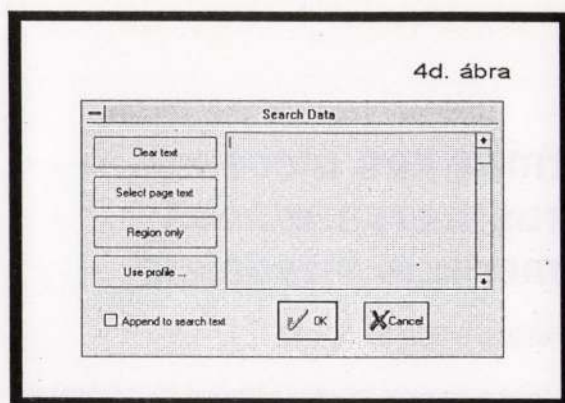 4d. ábra
Search Data
Clear text
Select page text
Region only
Use profile ...
Append to search text
OK
Cancel